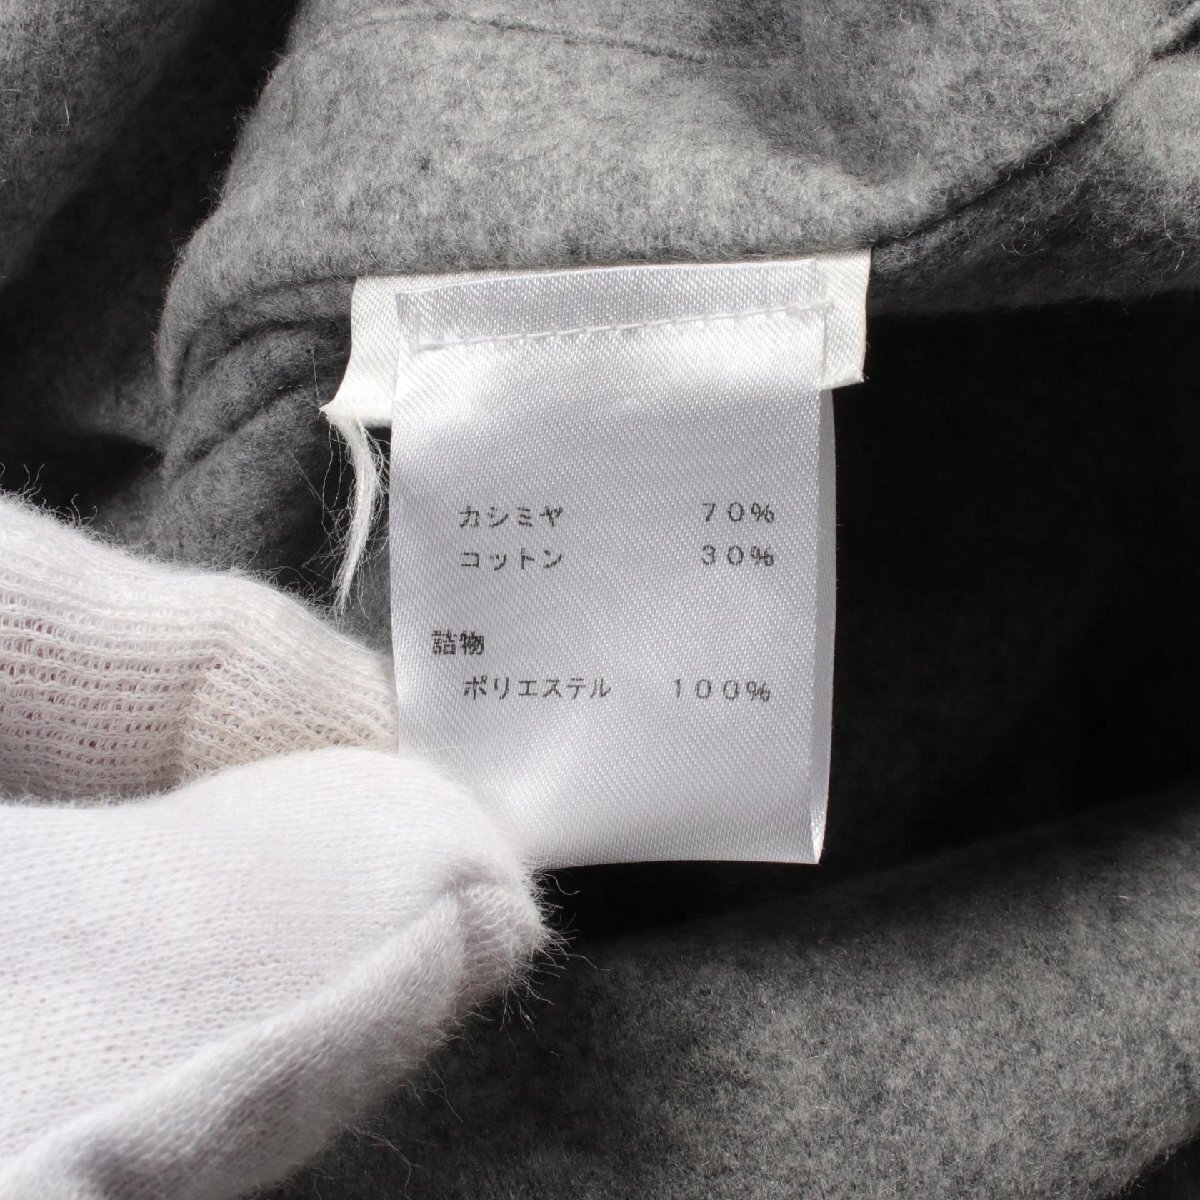 カシミヤ 70%
コットン 30%
詰物
ポリエステル 100%